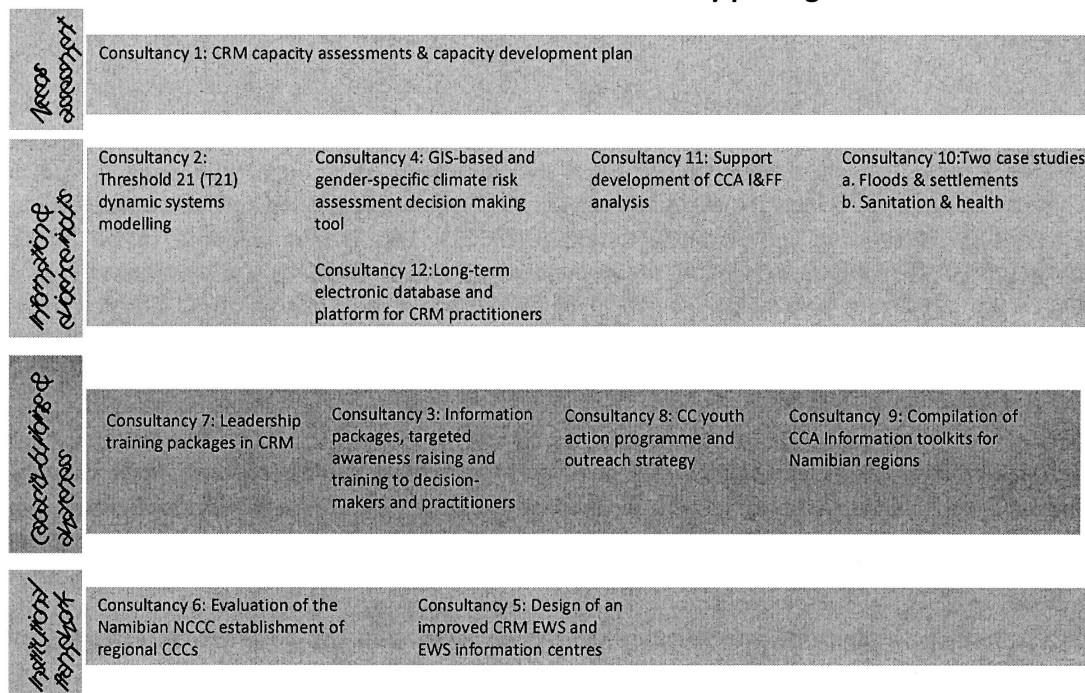 Consultancy 1: CRM capacity assessments & capacity development plan
Consultancy 2:
Threshold 21 (T21)
dynamic systems
modelling
Consultancy 4: GIS-based and
gender-specific climate risk
assessment decision making
tool
Consultancy 12:Long-term
electronic database and
platform for CRM practitioners
Consultancy 11: Support
development of CCA I&FF
analysis
Consultancy 10:Two case studies
a. Floods & settlements
b. Sanitation & health
Consultancy 7: Leadership
training packages in CRM
Consultancy 3: Information
packages, targeted
awareness raising and
training to decision-
makers and practitioners
Consultancy 8: CC youth
action programme and
outreach strategy
Consultancy 9: Compilation of
CCA Information toolkits for
Namibian regions
Consultancy 6: Evaluation of the
Namibian NCCC establishment of
regional CCCs
Consultancy 5: Design of an
improved CRM EWS and
EWS information centres